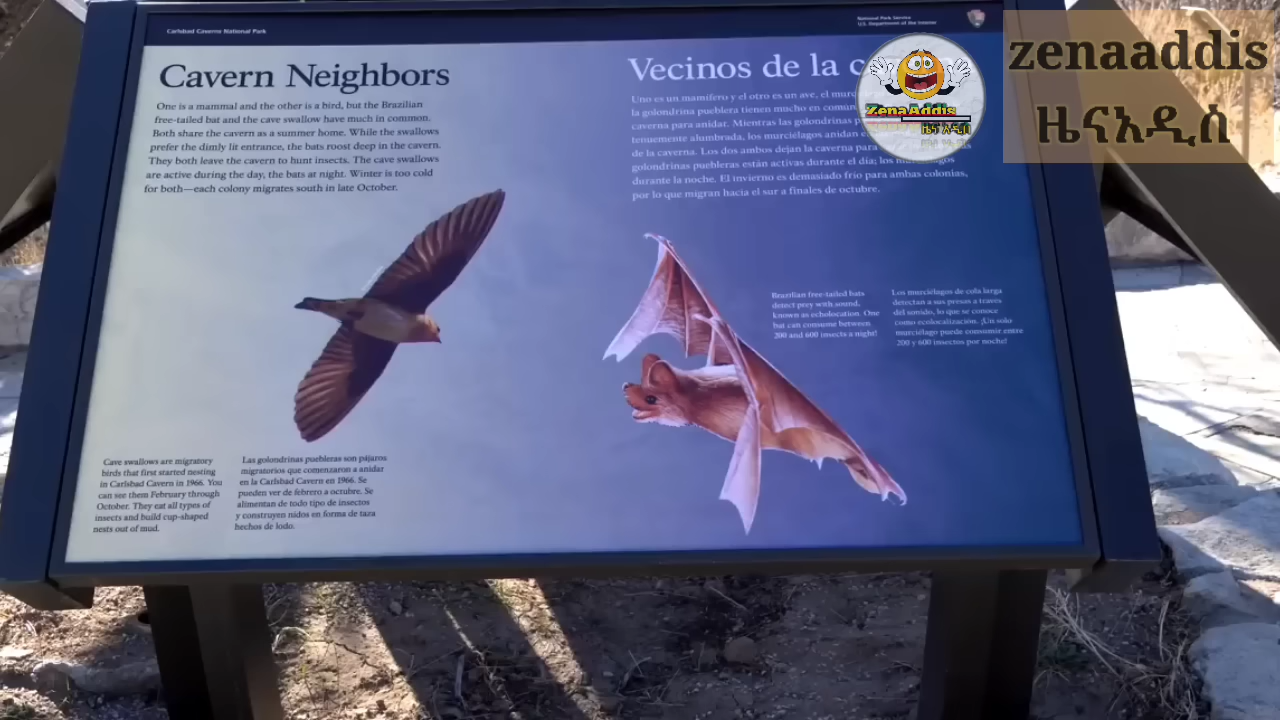 Carlsbad Caverns National Park
National Park Service
U.S. Department of the Interior
zenaaddis
ዜናአዲሰ
ZenaAddis
ዜና አዲስ
Cavern Neighbors
One is a mammal and the other is a bird, but the Brazilian
free-tailed bat and the cave swallow have much in common.
Both share the cavern as a summer home. While the swallows
prefer the dimly lit entrance, the bats roost deep in the cavern.
They both leave the cavern to hunt insects. The cave swallows
are active during the day, the bats at night. Winter is too cold
for both—each colony migrates south in late October.
Vecinos de la
Uno es un mamífero y el otro es un ave, el
la golondrina pueblera tienen mucho en común
caverna para anidar. Mientras las golondrinas
tenuemente alumbrada, los murciélagos anidan
de la caverna. Los dos ambos dejan la caverna para
golondrinas puebleras están activas durante el día; los
durante la noche. El invierno es demasiado frío para ambas colonias,
por lo que migran hacia el sur a finales de octubre.
Brazilian free-tailed bats
detect prey with sound,
known as echolocation. One
bat can consume between
200 and 600 insects a night!
Los murciélagos de cola larga
detectan a sus presas a través
del sonido, lo que se conoce
como ecolocalización. ¡Un solo
murciélago puede consumir entre
200 y 600 insectos por noche!
Cave swallows are migratory
birds that first started nesting
in Carlsbad Cavern in 1966. You
can see them February through
October. They eat all types of
insects and build cup-shaped
nests out of mud.
Las golondrinas puebleras son pájaros
migratorios que comenzaron a anidar
en la Carlsbad Cavern en 1966. Se
pueden ver de febrero a octubre. Se
alimentan de todo tipo de insectos
y construyen nidos en forma de taza
hechos de lodo.